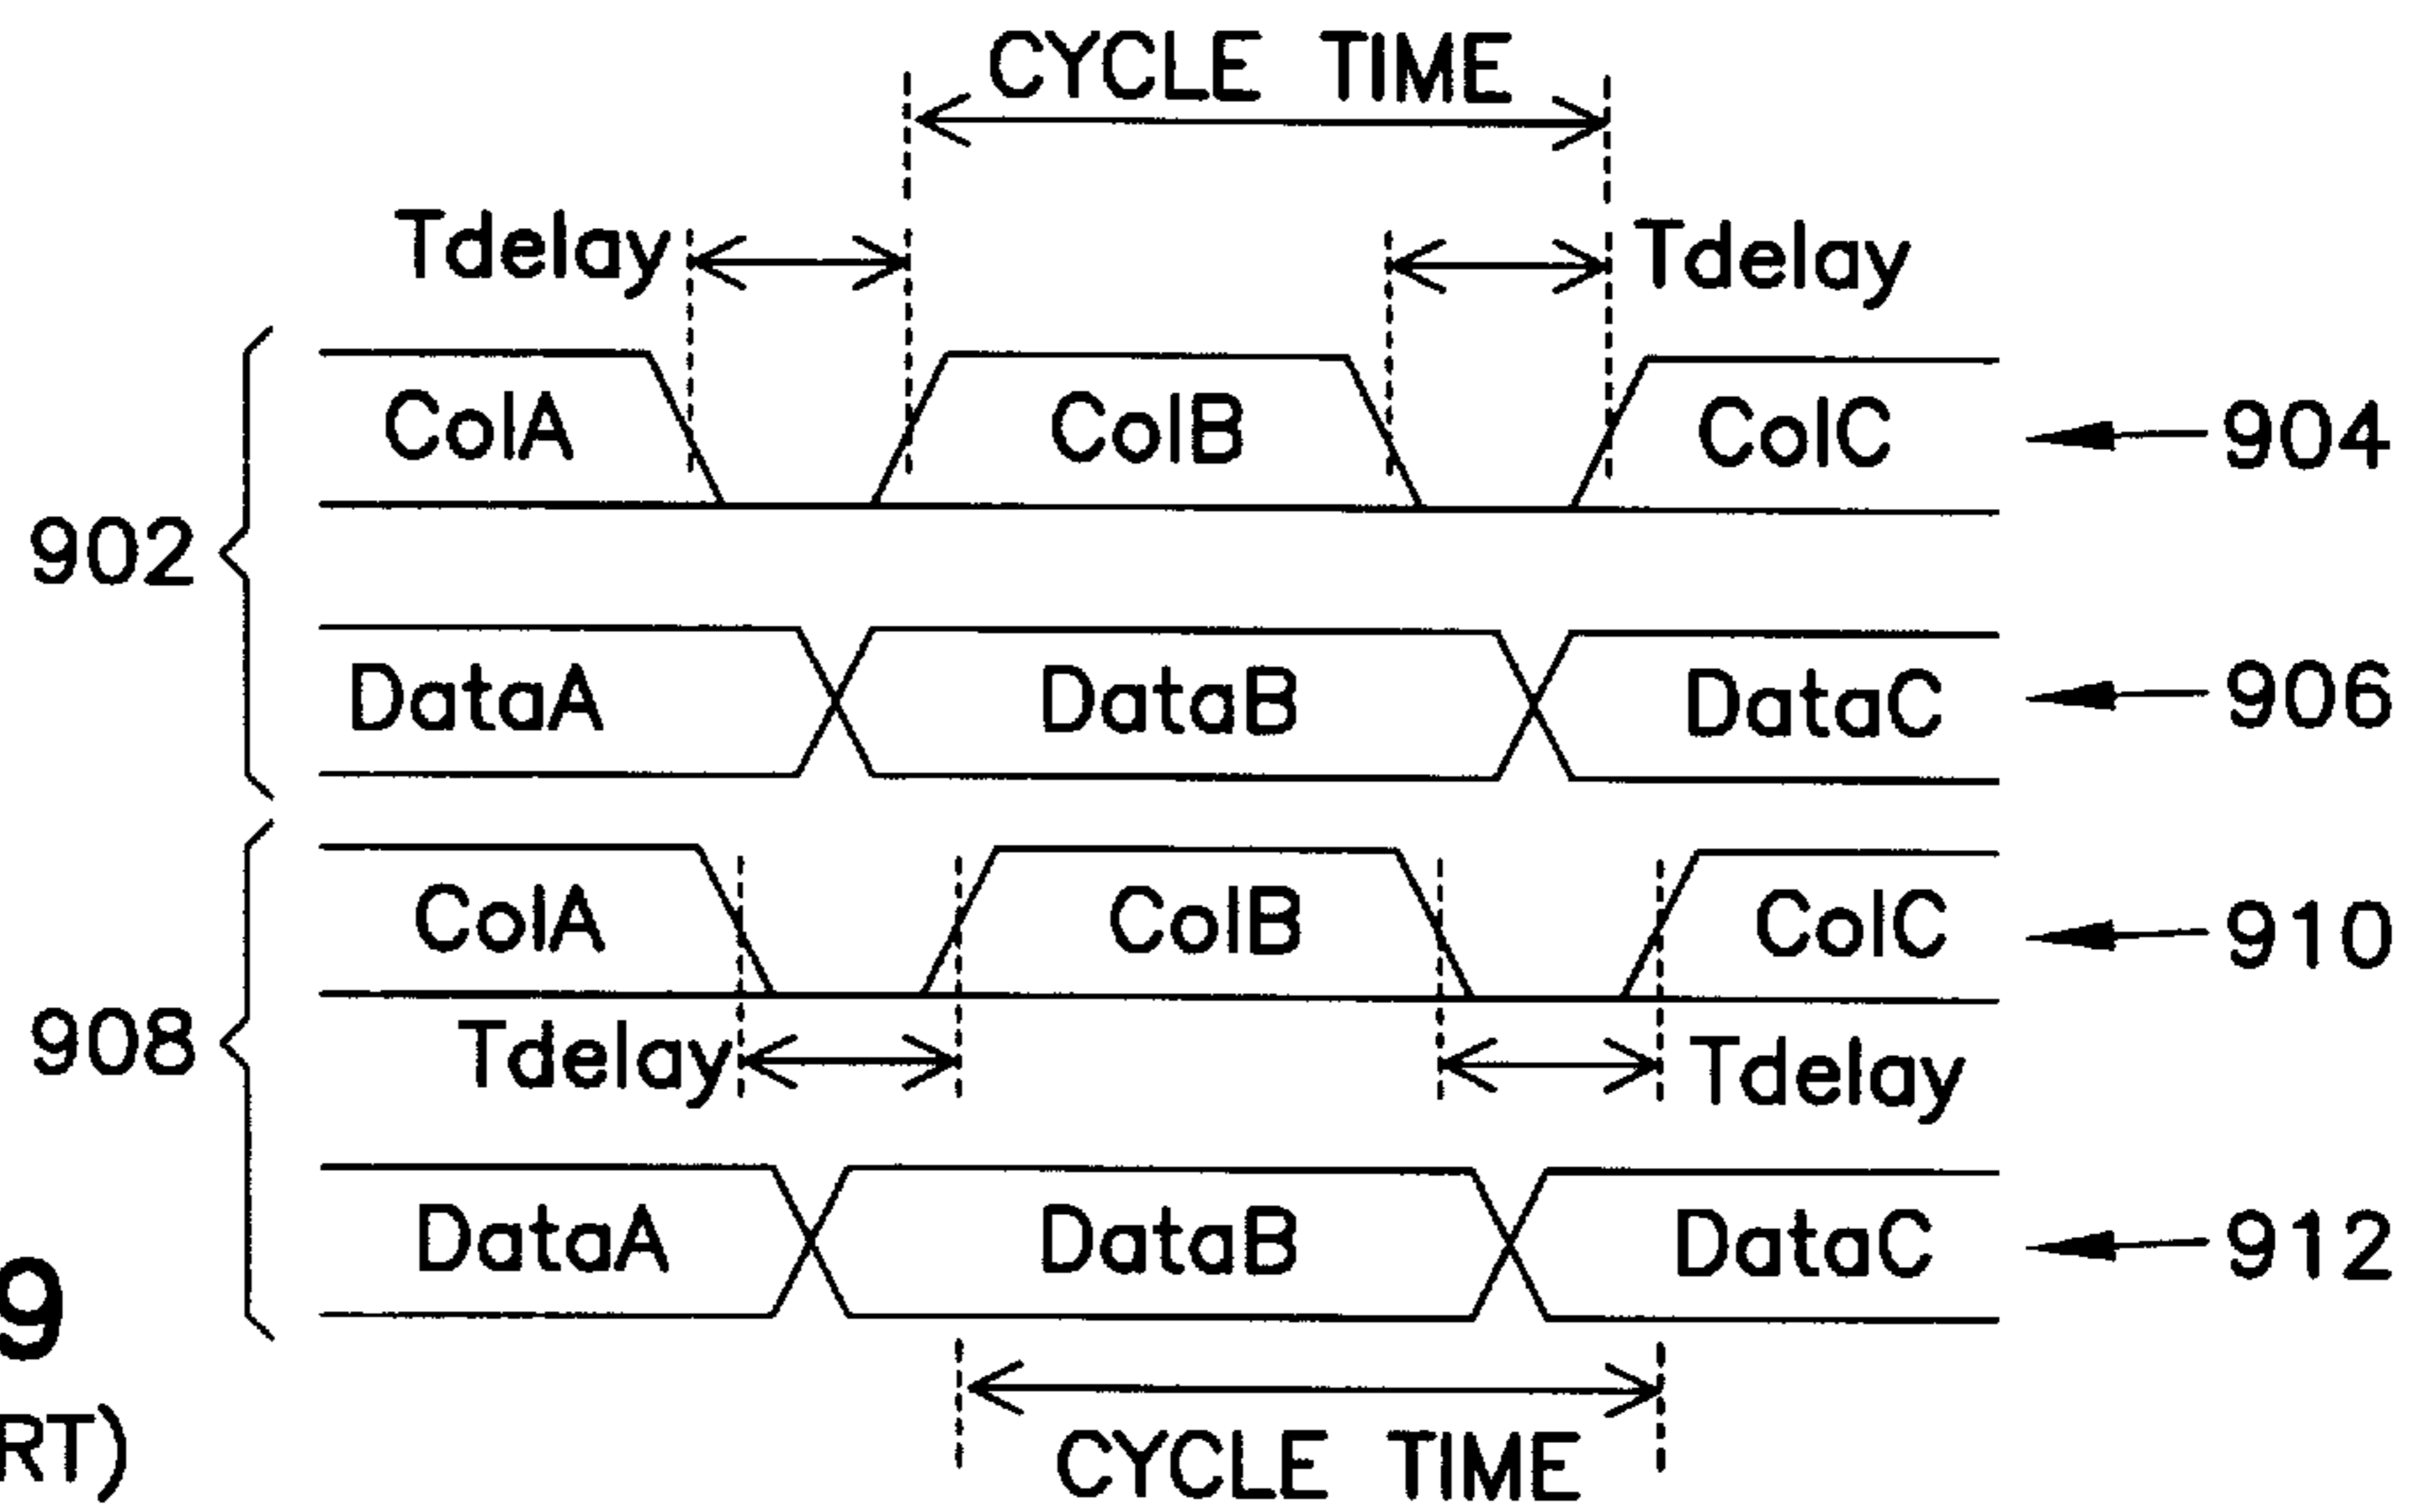 CYCLE TIME
Tdelay Tdelay
ColA ColB ColC 904
902
DataA DataB DataC 906
ColA ColB ColC 910
908
Tdelay Tdelay
DataA DataB DataC 912
9
CYCLE TIME
RT)